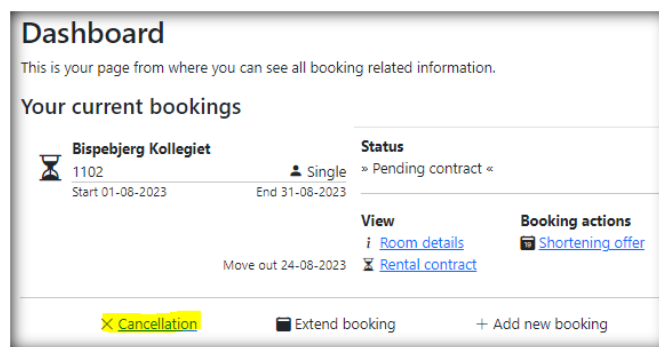 Dashboard
This is your page from where you can see all booking related information.
Your current bookings
Bispebjerg Kollegiet
1102 Single
Start 01-08-2023 End 31-08-2023
Move out 24-08-2023
Status
» Pending contract «
View
i Room details
Rental contract
Booking actions
19 Shortening offer
× Cancellation
Extend booking
+ Add new booking